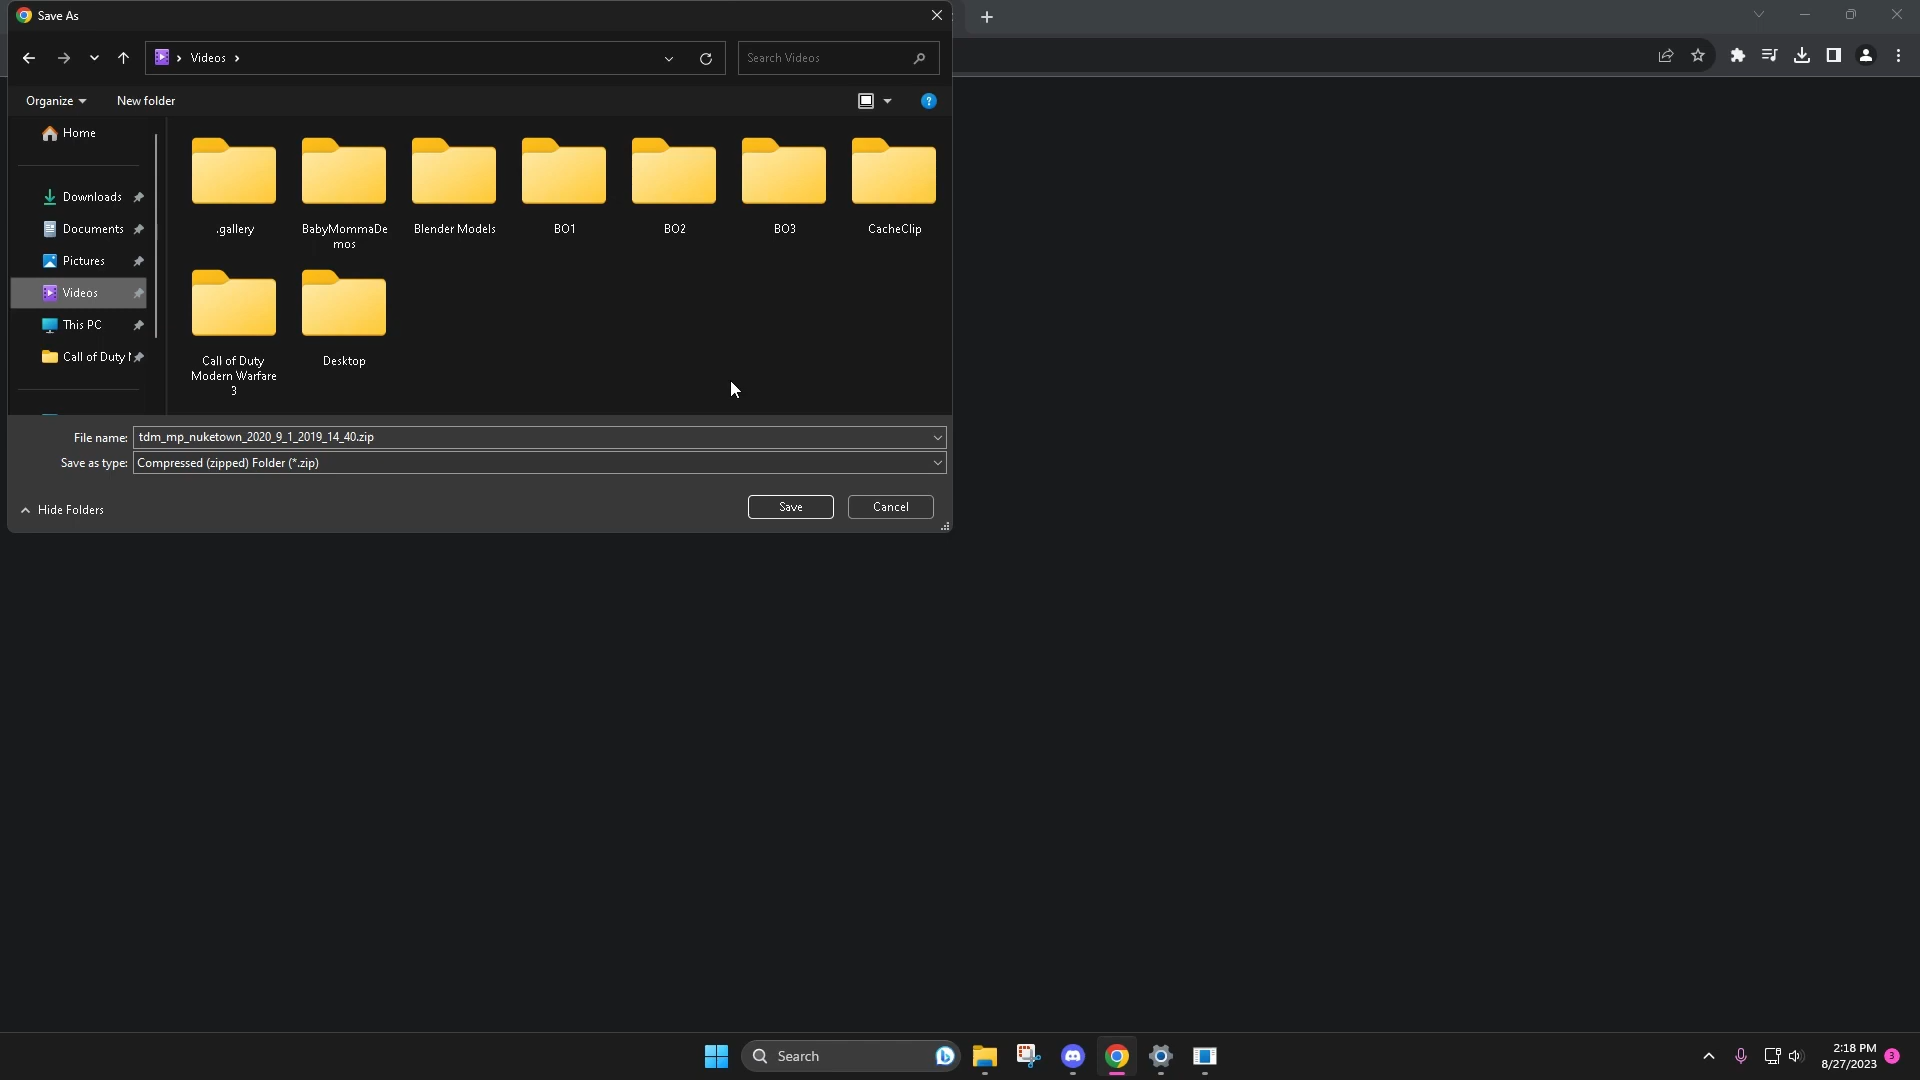 Save As
Videos
Search Videos
Organize
New folder
Home
Downloads
Documents
Pictures
Videos
This PC
Call of Duty
.gallery
BabyMommaDe
mos
Blender Models
BO1
BO2
BO3
CacheClip
Call of Duty
Modern Warfare
3
Desktop
File name: tdm_mp_nuketown_2020_9_1_2019_14_40.zip
Save as type: Compressed (zipped) Folder (*.zip)
Hide Folders
Save
Cancel
Search
2:18 PM
8/27/2023
3